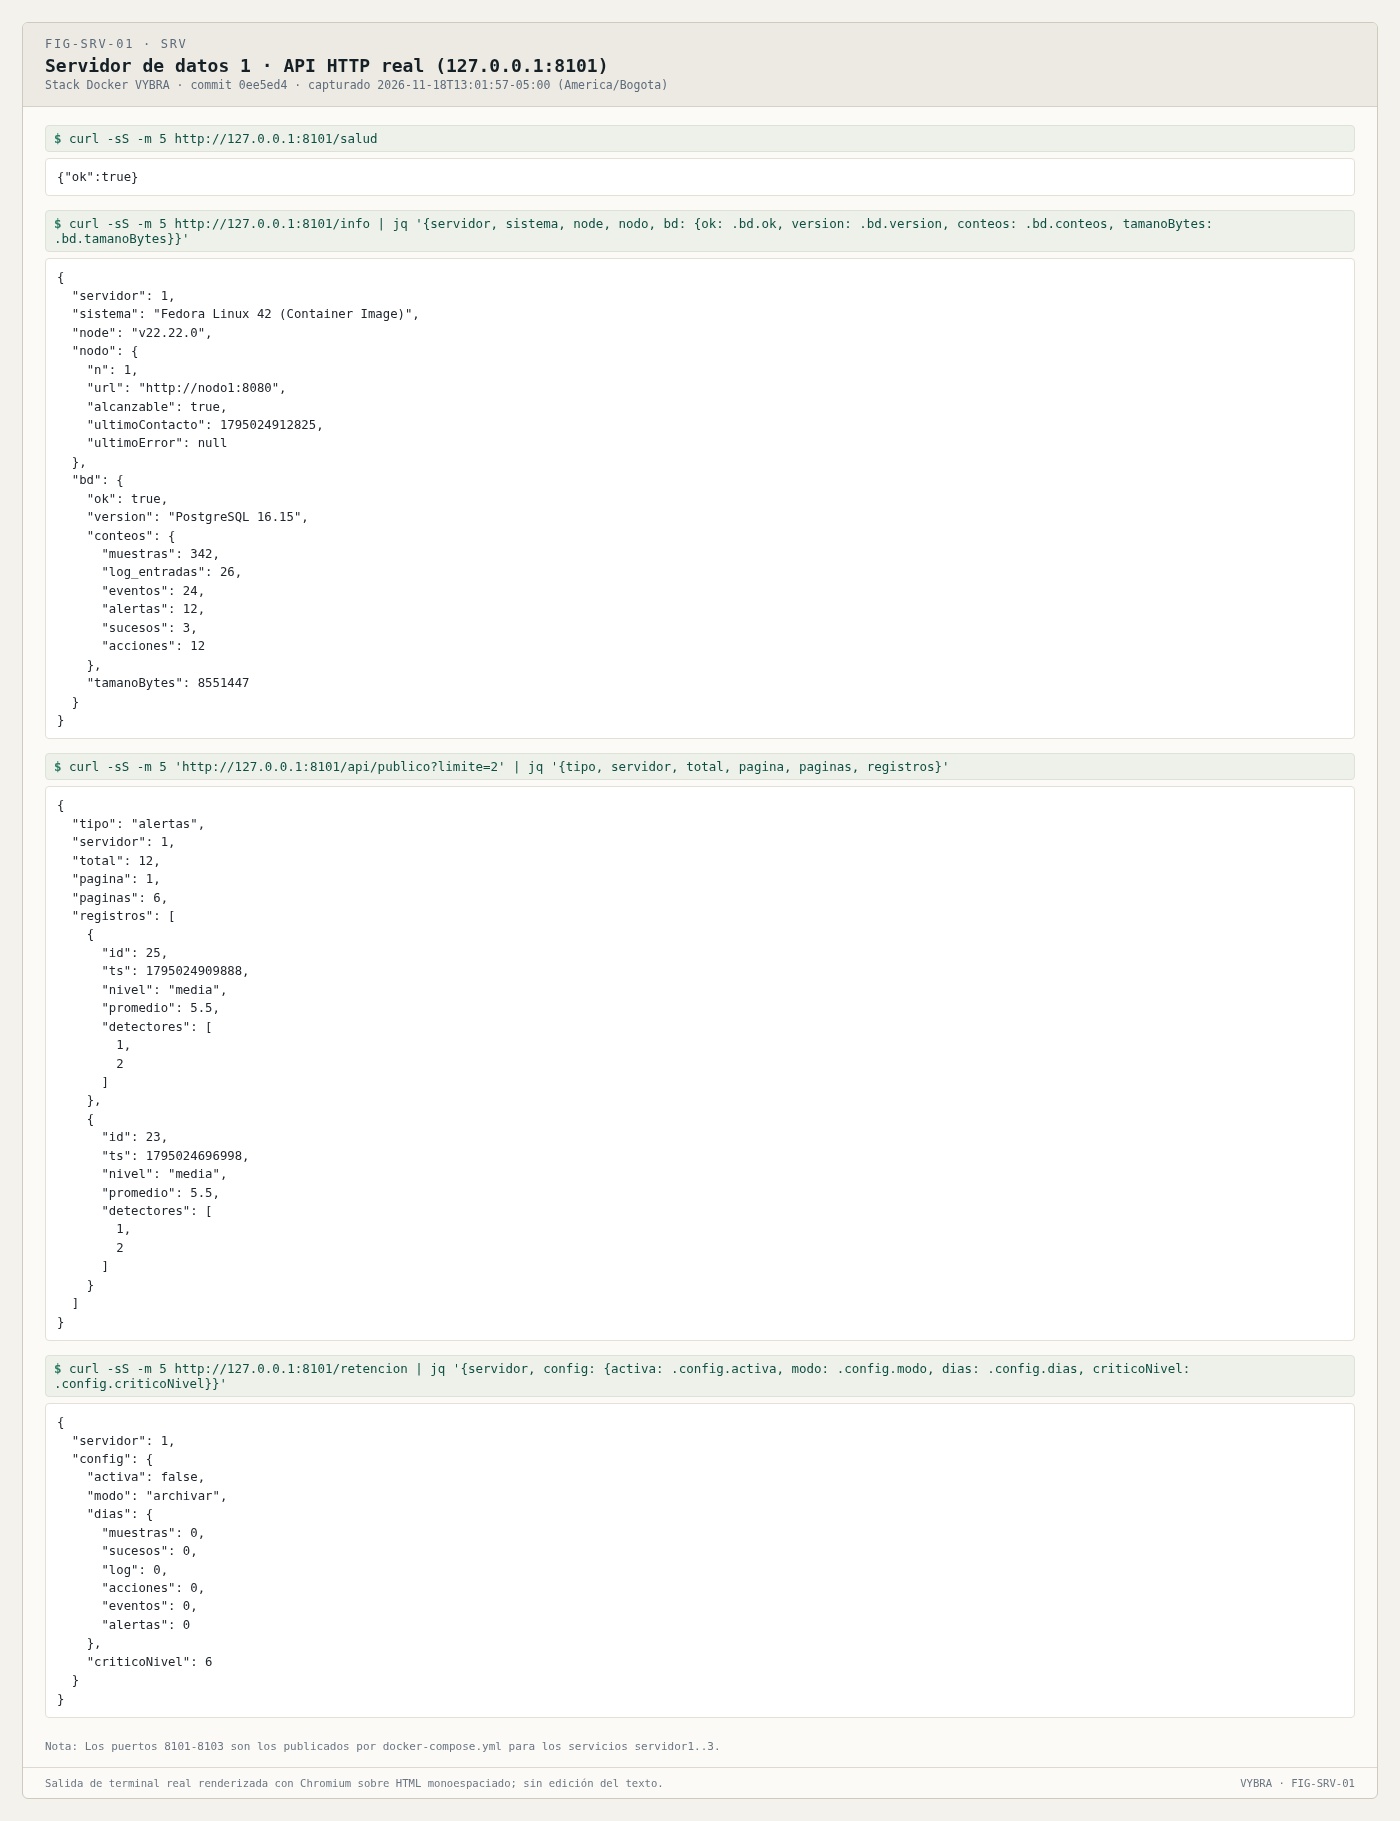 FIG-SRV-01 · SRV
Servidor de datos 1 · API HTTP real (127.0.0.1:8101)
Stack Docker VYBRA · commit 0ee5ed4 · capturado 2026-11-18T13:01:57-05:00 (America/Bogota)
$ curl -sS -m 5 http://127.0.0.1:8101/salud
{"ok":true}
$ curl -sS -m 5 http://127.0.0.1:8101/info | jq '{servidor, sistema, node, nodo, bd: {ok: .bd.ok, version: .bd.version, conteos: .bd.conteos, tamanoBytes:
.bd.tamanoBytes}}'
{
  "servidor": 1,
  "sistema": "Fedora Linux 42 (Container Image)",
  "node": "v22.22.0",
  "nodo": {
    "n": 1,
    "url": "http://nodo1:8080",
    "alcanzable": true,
    "ultimoContacto": 1795024912825,
    "ultimoError": null
  },
  "bd": {
    "ok": true,
    "version": "PostgreSQL 16.15",
    "conteos": {
      "muestras": 342,
      "log_entradas": 26,
      "eventos": 24,
      "alertas": 12,
      "sucesos": 3,
      "acciones": 12
    },
    "tamanoBytes": 8551447
  }
}
$ curl -sS -m 5 'http://127.0.0.1:8101/api/publico?limite=2' | jq '{tipo, servidor, total, pagina, paginas, registros}'
{
  "tipo": "alertas",
  "servidor": 1,
  "total": 12,
  "pagina": 1,
  "paginas": 6,
  "registros": [
    {
      "id": 25,
      "ts": 1795024909888,
      "nivel": "media",
      "promedio": 5.5,
      "detectores": [
        1,
        2
      ]
    },
    {
      "id": 23,
      "ts": 1795024696998,
      "nivel": "media",
      "promedio": 5.5,
      "detectores": [
        1,
        2
      ]
    }
  ]
}
$ curl -sS -m 5 http://127.0.0.1:8101/retencion | jq '{servidor, config: {activa: .config.activa, modo: .config.modo, dias: .config.dias, criticoNivel:
.config.criticoNivel}}'
{
  "servidor": 1,
  "config": {
    "activa": false,
    "modo": "archivar",
    "dias": {
      "muestras": 0,
      "sucesos": 0,
      "log": 0,
      "acciones": 0,
      "eventos": 0,
      "alertas": 0
    },
    "criticoNivel": 6
  }
}
Nota: Los puertos 8101-8103 son los publicados por docker-compose.yml para los servicios servidor1..3.
Salida de terminal real renderizada con Chromium sobre HTML monoespaciado; sin edición del texto.
VYBRA · FIG-SRV-01